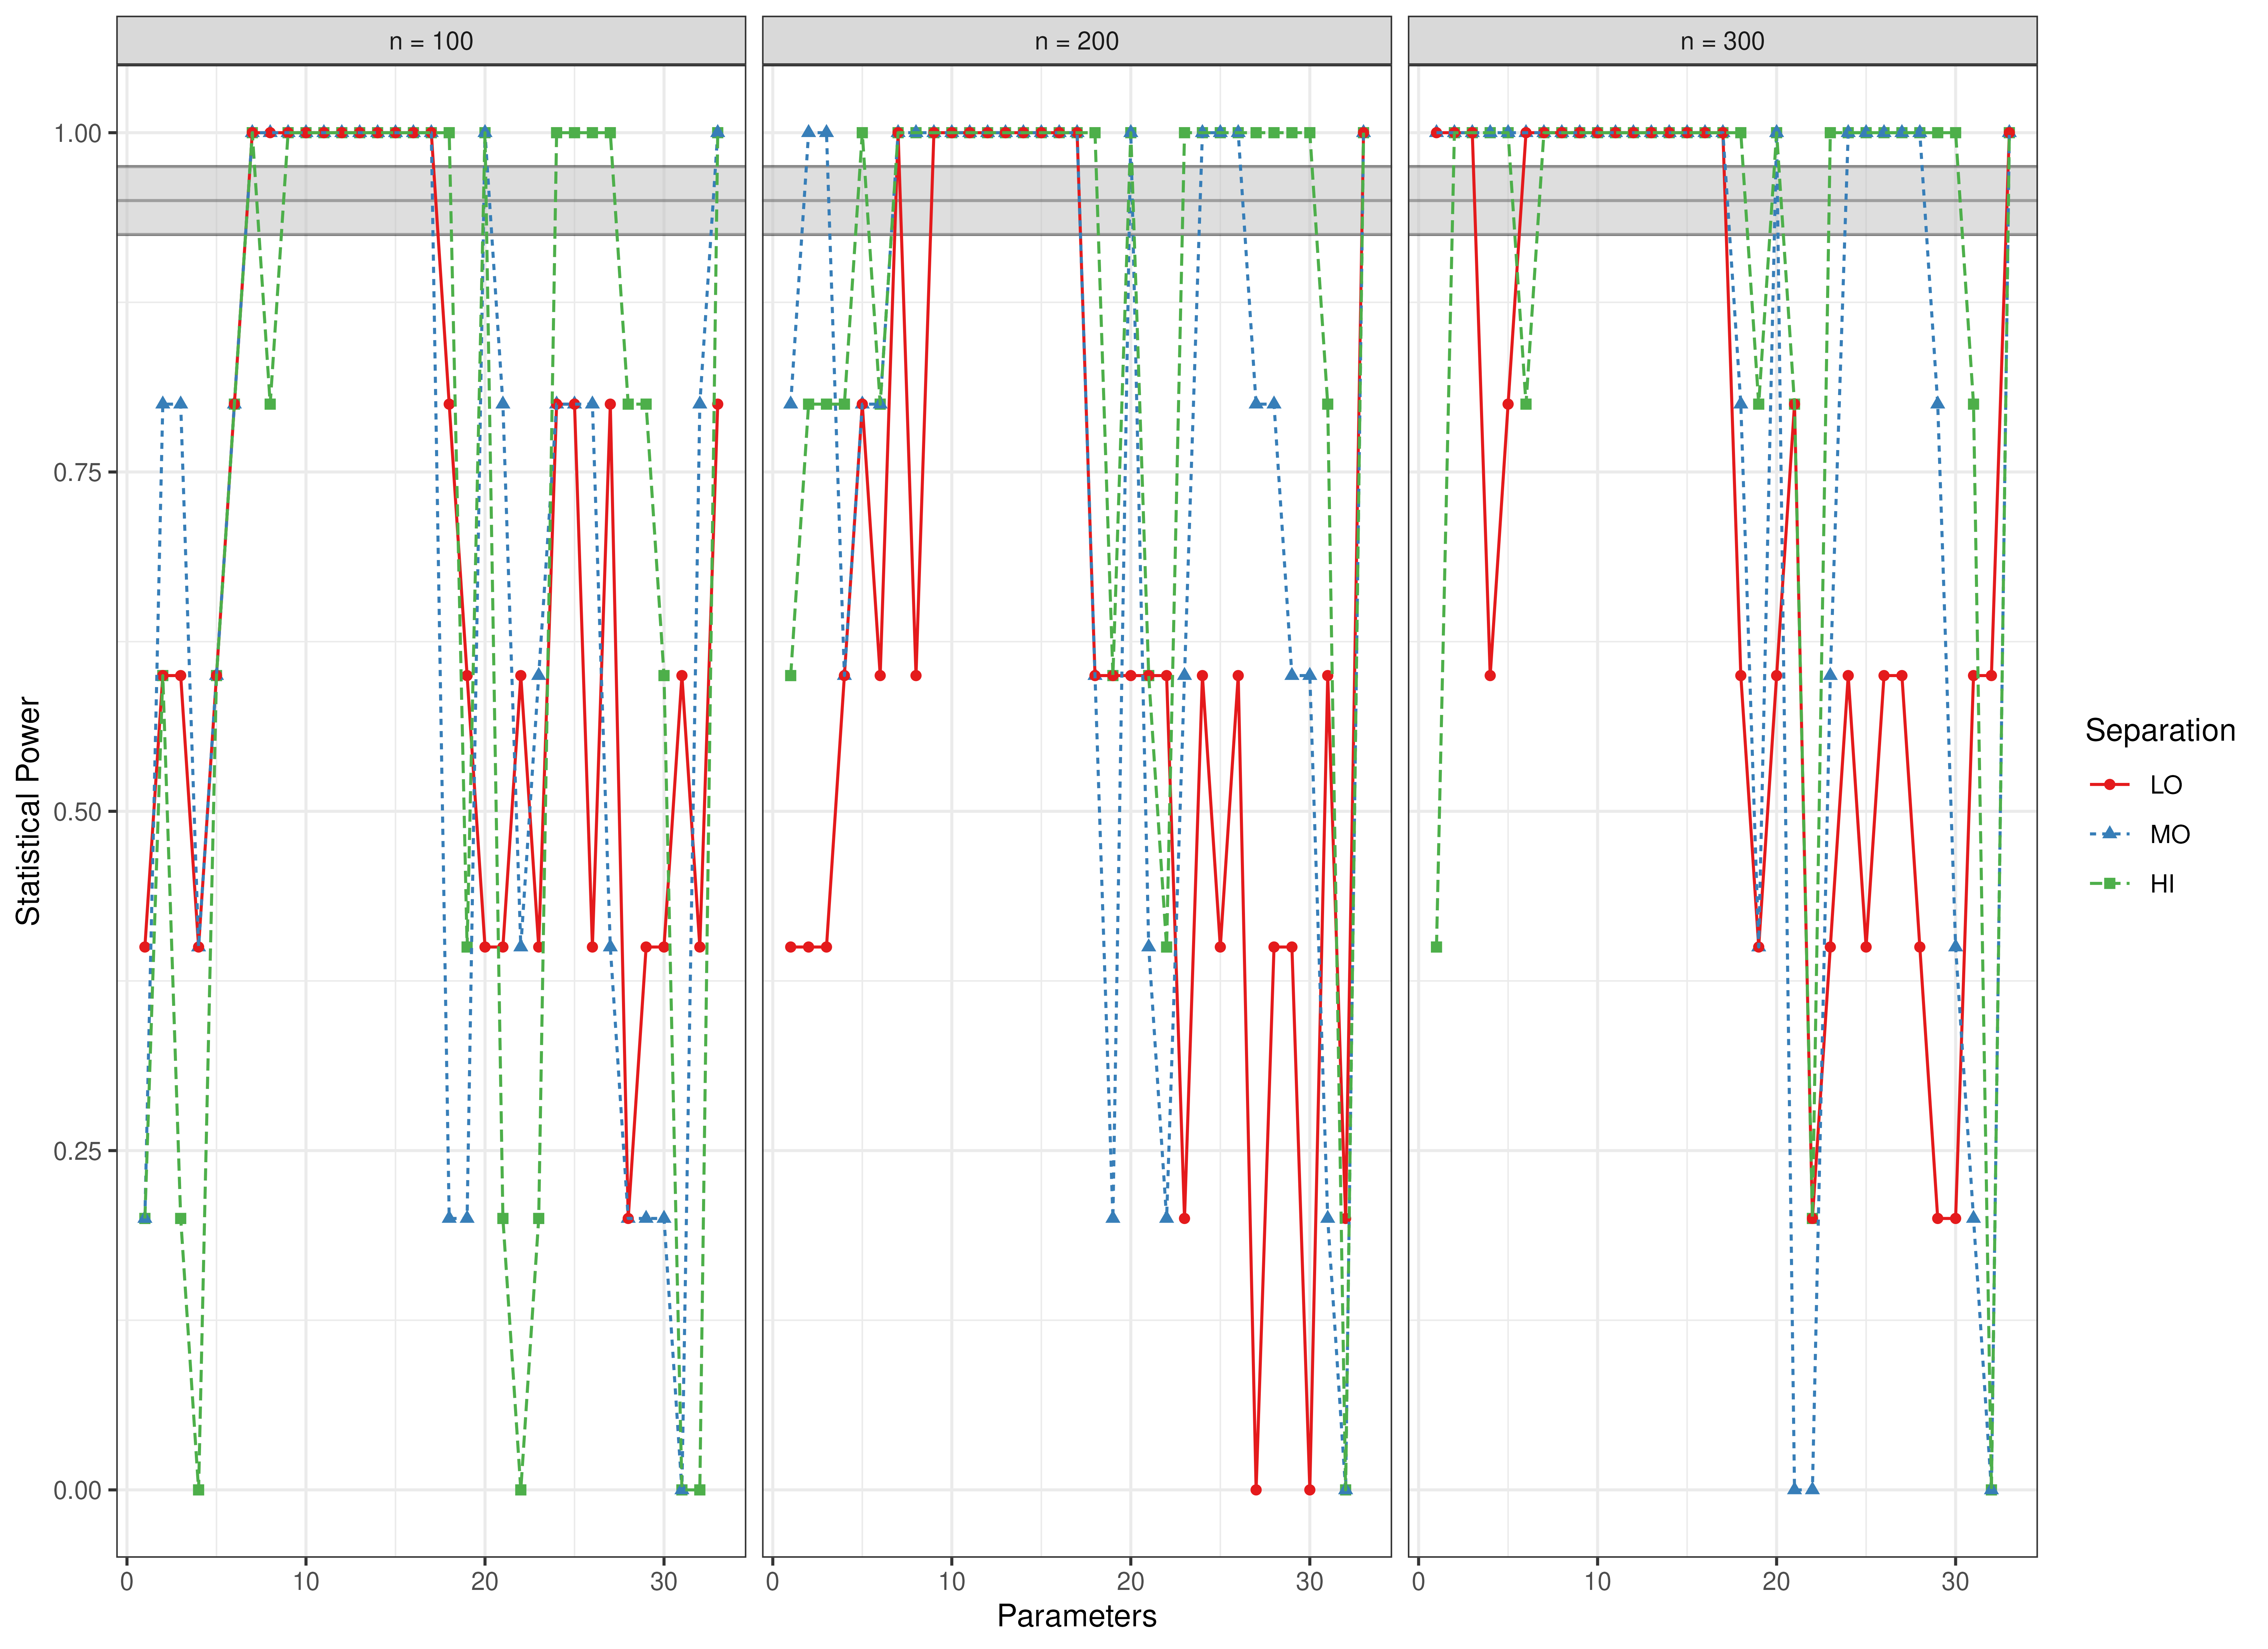 n = 100
n = 200
n = 300
1.00
0.75
0.50
0.25
0.00
Statistical Power
0 10 20 30
0 10 20 30
0 10 20 30
Parameters
Separation
LO
MO
HI